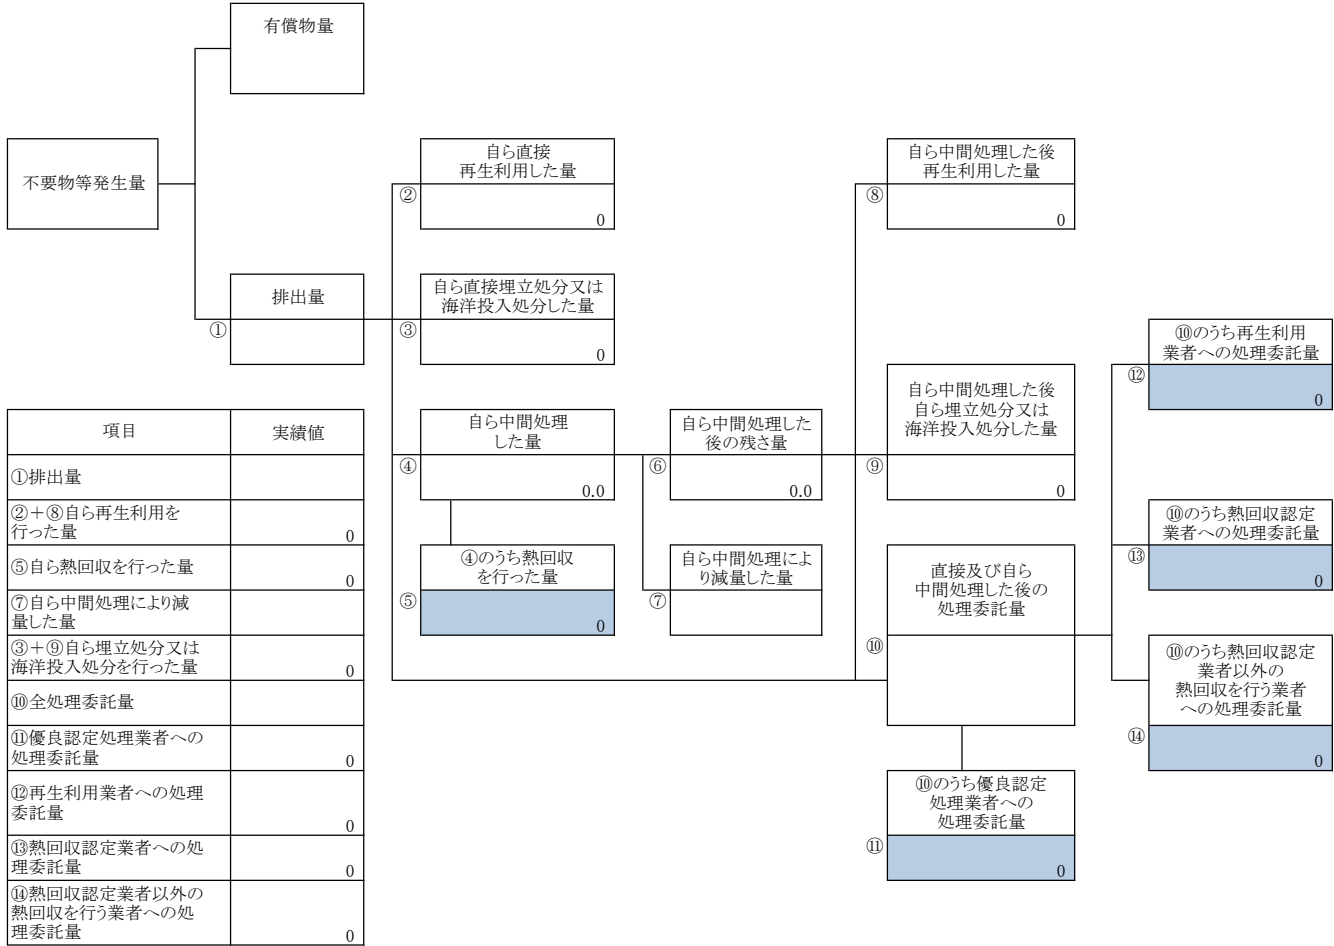 有償物量
不要物等発生量
排出量
①
自ら直接
再生利用した量
②
0
自ら直接埋立処分又は
海洋投入処分した量
③
0
自ら中間処理
した量
④
0.0
④のうち熱回収
を行った量
⑤
0
自ら中間処理した
後の残さ量
⑥
0.0
自ら中間処理によ
り減量した量
⑦
自ら中間処理した後
再生利用した量
⑧
0
自ら中間処理した後
自ら埋立処分又は
海洋投入処分した量
⑨
0
直接及び自ら
中間処理した後の
処理委託量
⑩
⑩のうち優良認定
処理業者への
処理委託量
⑪
0
⑩のうち再生利用
業者への処理委託量
⑫
0
⑩のうち熱回収認定
業者への処理委託量
⑬
0
⑩のうち熱回収認定
業者以外の
熱回収を行う業者
への処理委託量
⑭
0
項目 実績値
①排出量
②＋⑧自ら再生利用を
行った量
0
⑤自ら熱回収を行った量
0
⑦自ら中間処理により減
量した量
③＋⑨自ら埋立処分又は
海洋投入処分を行った量
0
⑩全処理委託量
⑪優良認定処理業者への
処理委託量
0
⑫再生利用業者への処理
委託量
0
⑬熱回収認定業者への処
理委託量
0
⑭熱回収認定業者以外の
熱回収を行う業者への処
理委託量
0